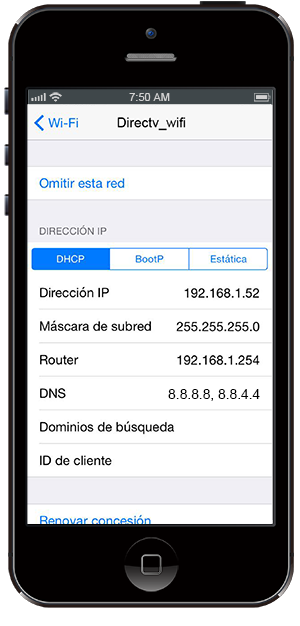 7:50 AM
Wi-Fi Directv_wifi
Omitir esta red
DIRECCIÓN IP
DHCP BootP Estática
Dirección IP 192.168.1.52
Máscara de subred 255.255.255.0
Router 192.168.1.254
DNS 8.8.8.8, 8.8.4.4
Dominios de búsqueda
ID de cliente
Renovar concesión